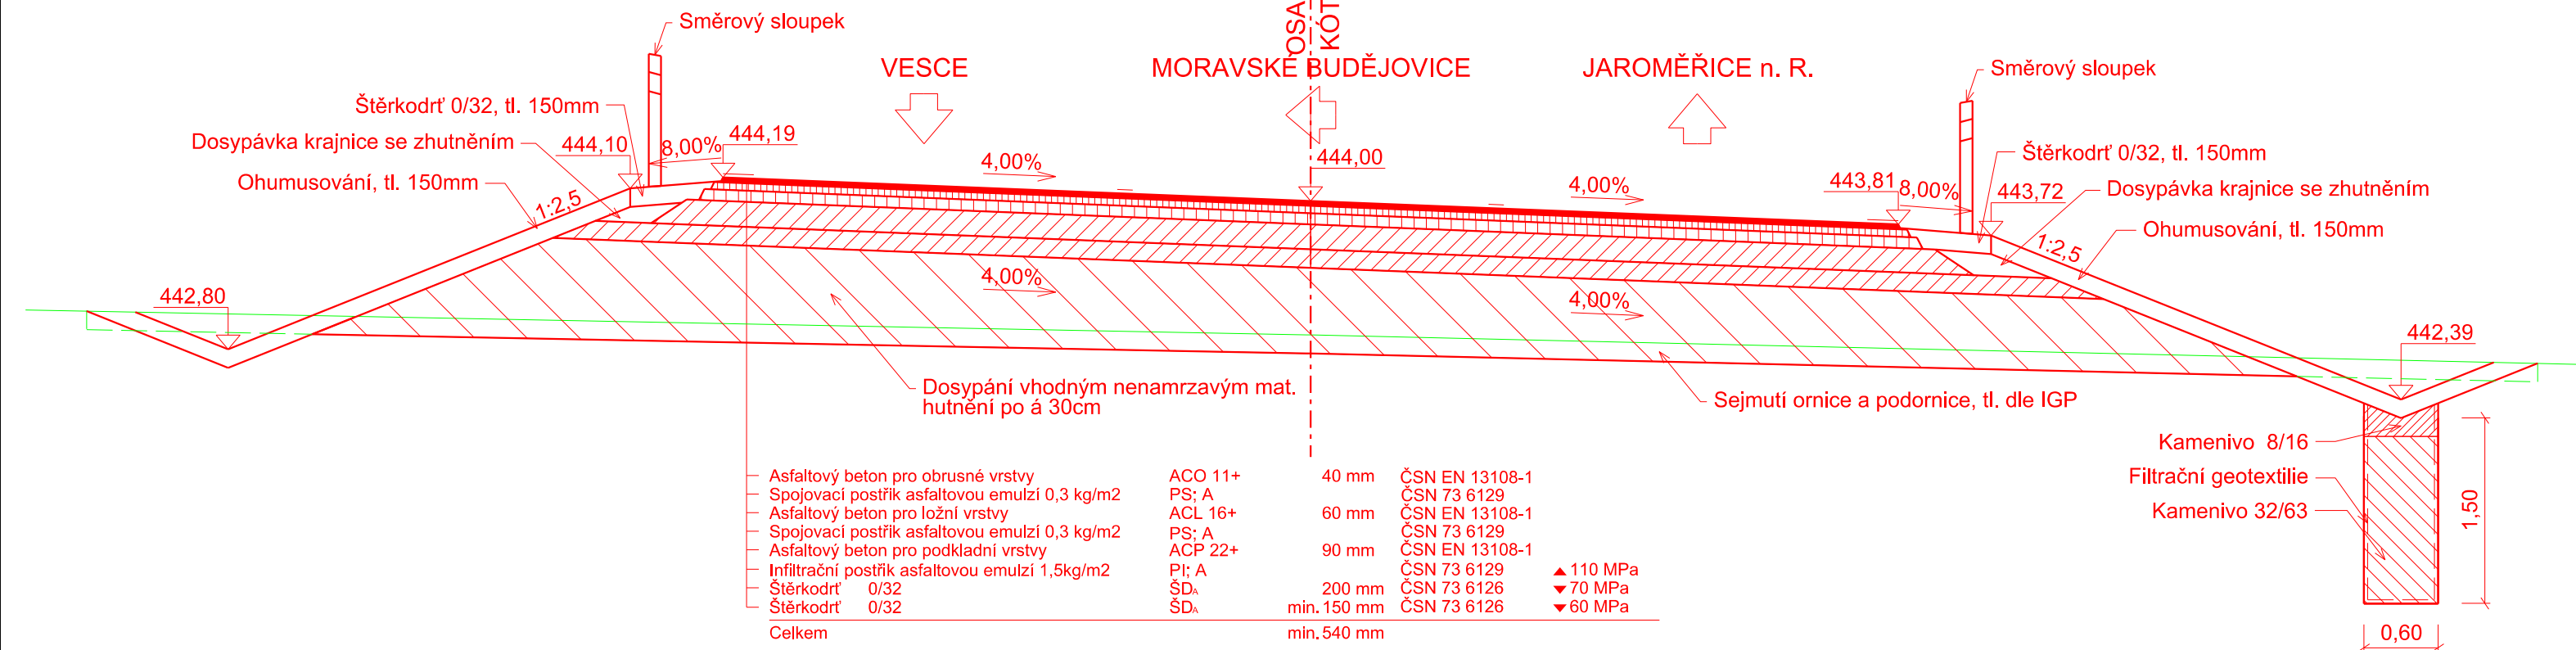 OSA
KÓT
Směrový sloupek
VESCE
MORAVSKÉ BUDĚJOVICE
JAROMĚŘICE n. R.
Směrový sloupek
Štěrkodrť 0/32, tl. 150mm
Dosypávka krajnice se zhutněním
Ohumusování, tl. 150mm
444,10
8,00%
444,19
4,00%
444,00
4,00%
443,81
8,00%
443,72
Štěrkodrť 0/32, tl. 150mm
Dosypávka krajnice se zhutněním
Ohumusování, tl. 150mm
1:2,5
1:2,5
442,80
4,00%
4,00%
442,39
Dosypání vhodným nenamrzavým mat.
hutnění po á 30cm
Sejmutí ornice a podornice, tl. dle IGP
Kamenivo 8/16
Filtrační geotextilie
Kamenivo 32/63
1,50
0,60
Asfaltový beton pro obrusné vrstvy ACO 11+ 40 mm ČSN EN 13108-1
Spojovací postřik asfaltovou emulzí 0,3 kg/m2 PS; A ČSN 73 6129
Asfaltový beton pro ložní vrstvy ACL 16+ 60 mm ČSN EN 13108-1
Spojovací postřik asfaltovou emulzí 0,3 kg/m2 PS; A ČSN 73 6129
Asfaltový beton pro podkladní vrstvy ACP 22+ 90 mm ČSN EN 13108-1
Infiltrační postřik asfaltovou emulzí 1,5kg/m2 PI; A ČSN 73 6129 ▲ 110 MPa
Štěrkodrť 0/32 ŠDA 200 mm ČSN 73 6126 ▼ 70 MPa
Štěrkodrť 0/32 ŠDA min. 150 mm ČSN 73 6126 ▼ 60 MPa
Celkem min. 540 mm